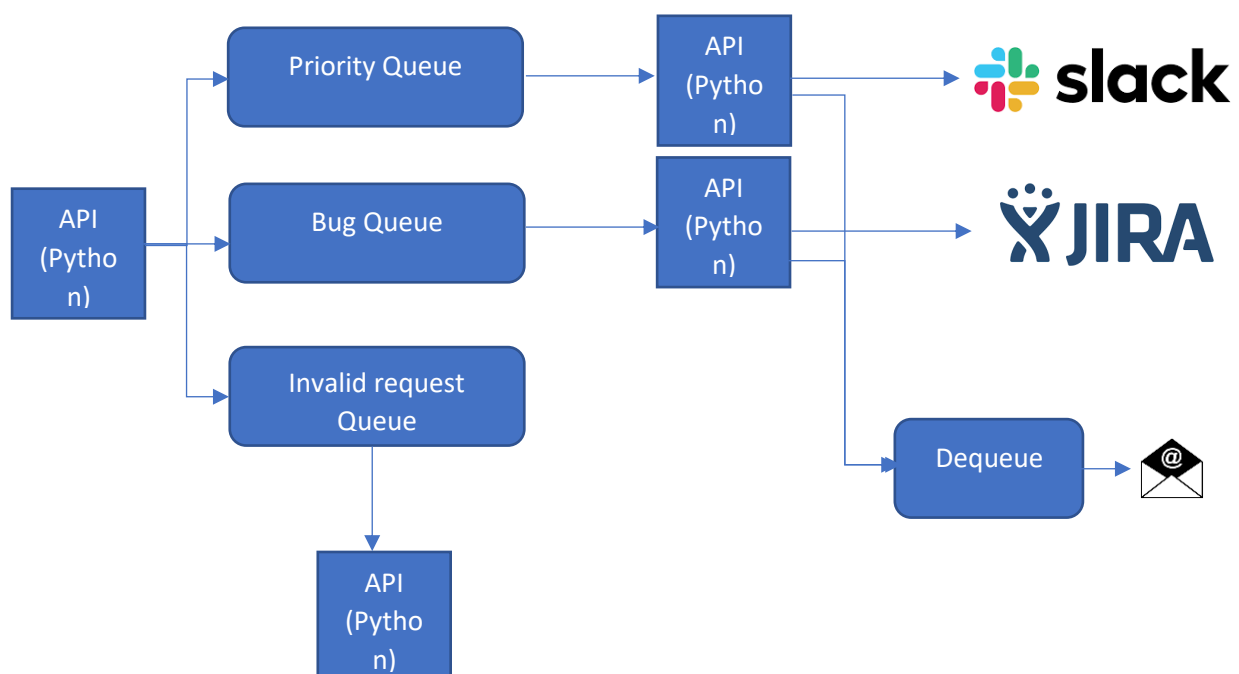 Priority Queue
API
(Pytho
n)
slack
API
(Pytho
n)
Bug Queue
API
(Pytho
n)
JIRA
Invalid request
Queue
Dequeue
@
API
(Pytho
n)